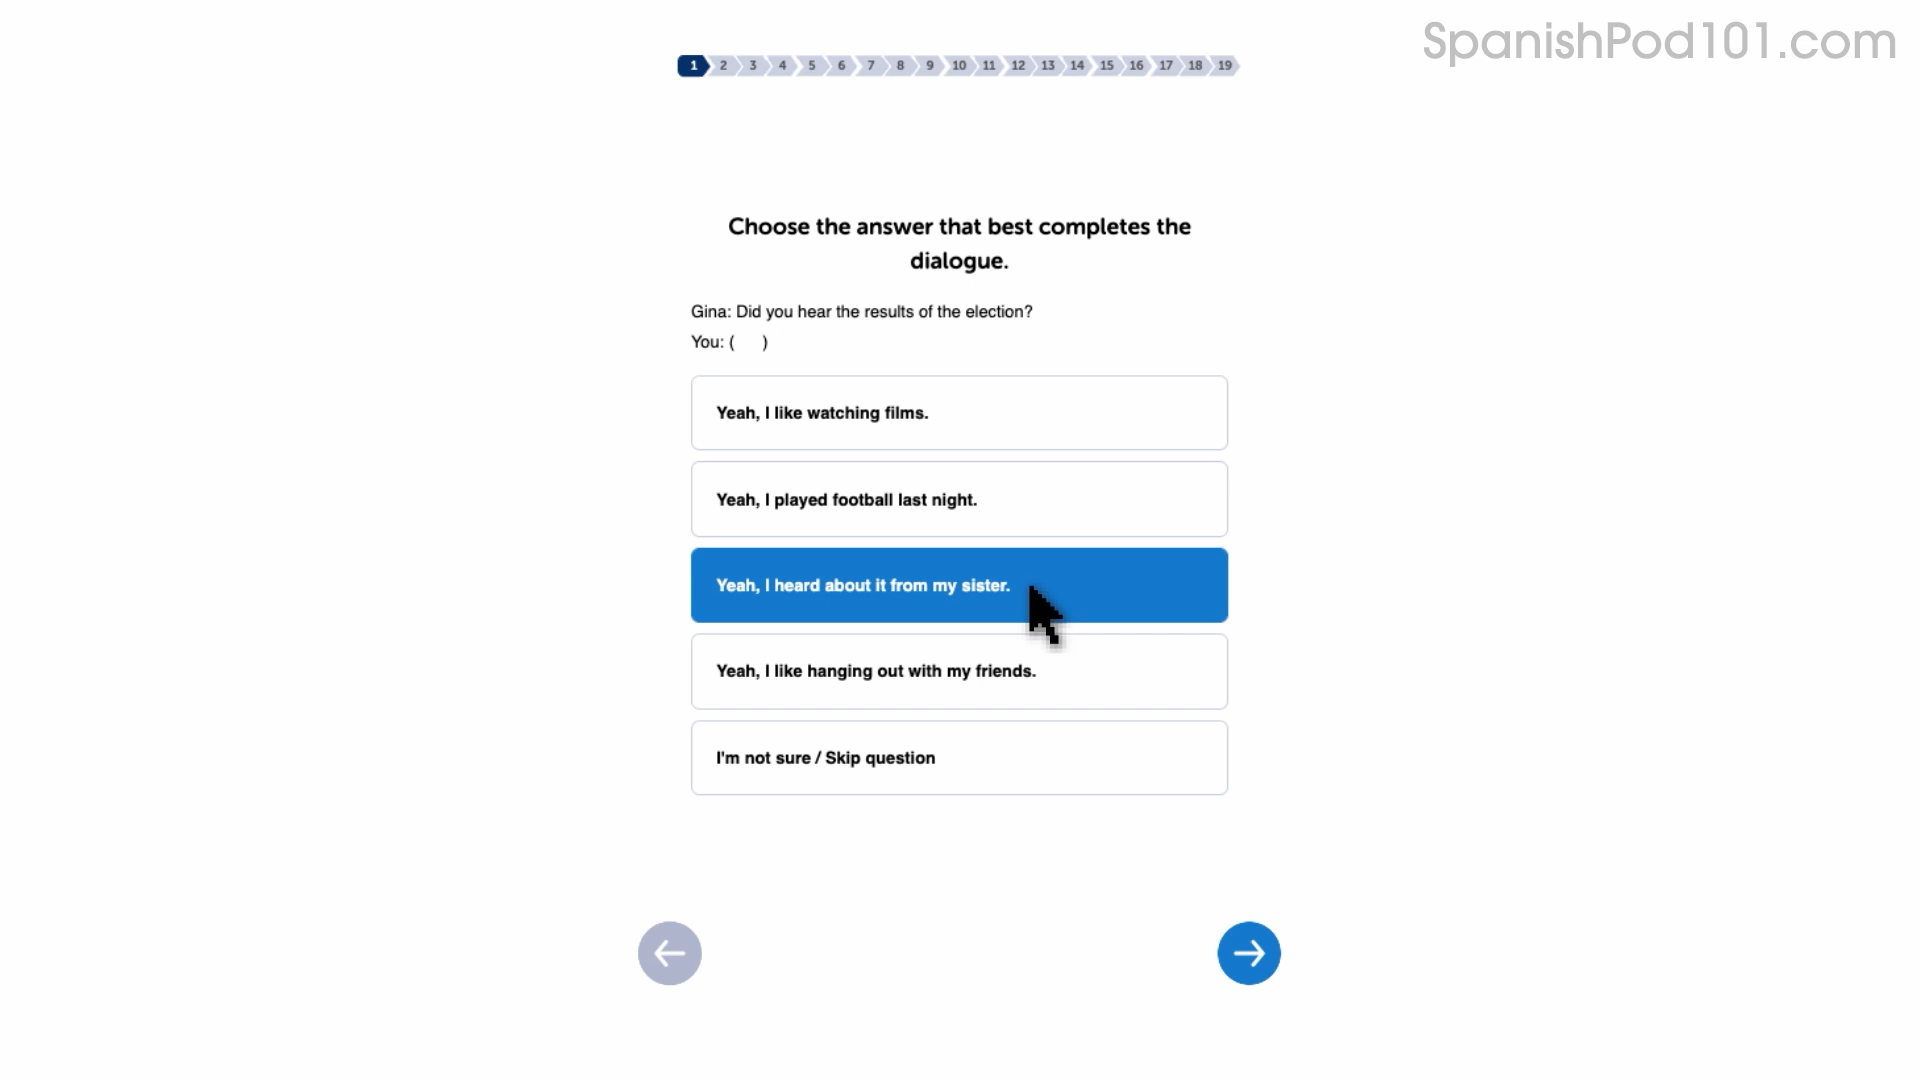 SpanishPod101.com
1 2 3 4 5 6 7 8 9 10 11 12 13 14 15 16 17 18 19
Choose the answer that best completes the
dialogue.
Gina: Did you hear the results of the election?
You: ( )
Yeah, I like watching films.
Yeah, I played football last night.
Yeah, I heard about it from my sister.
Yeah, I like hanging out with my friends.
I'm not sure / Skip question